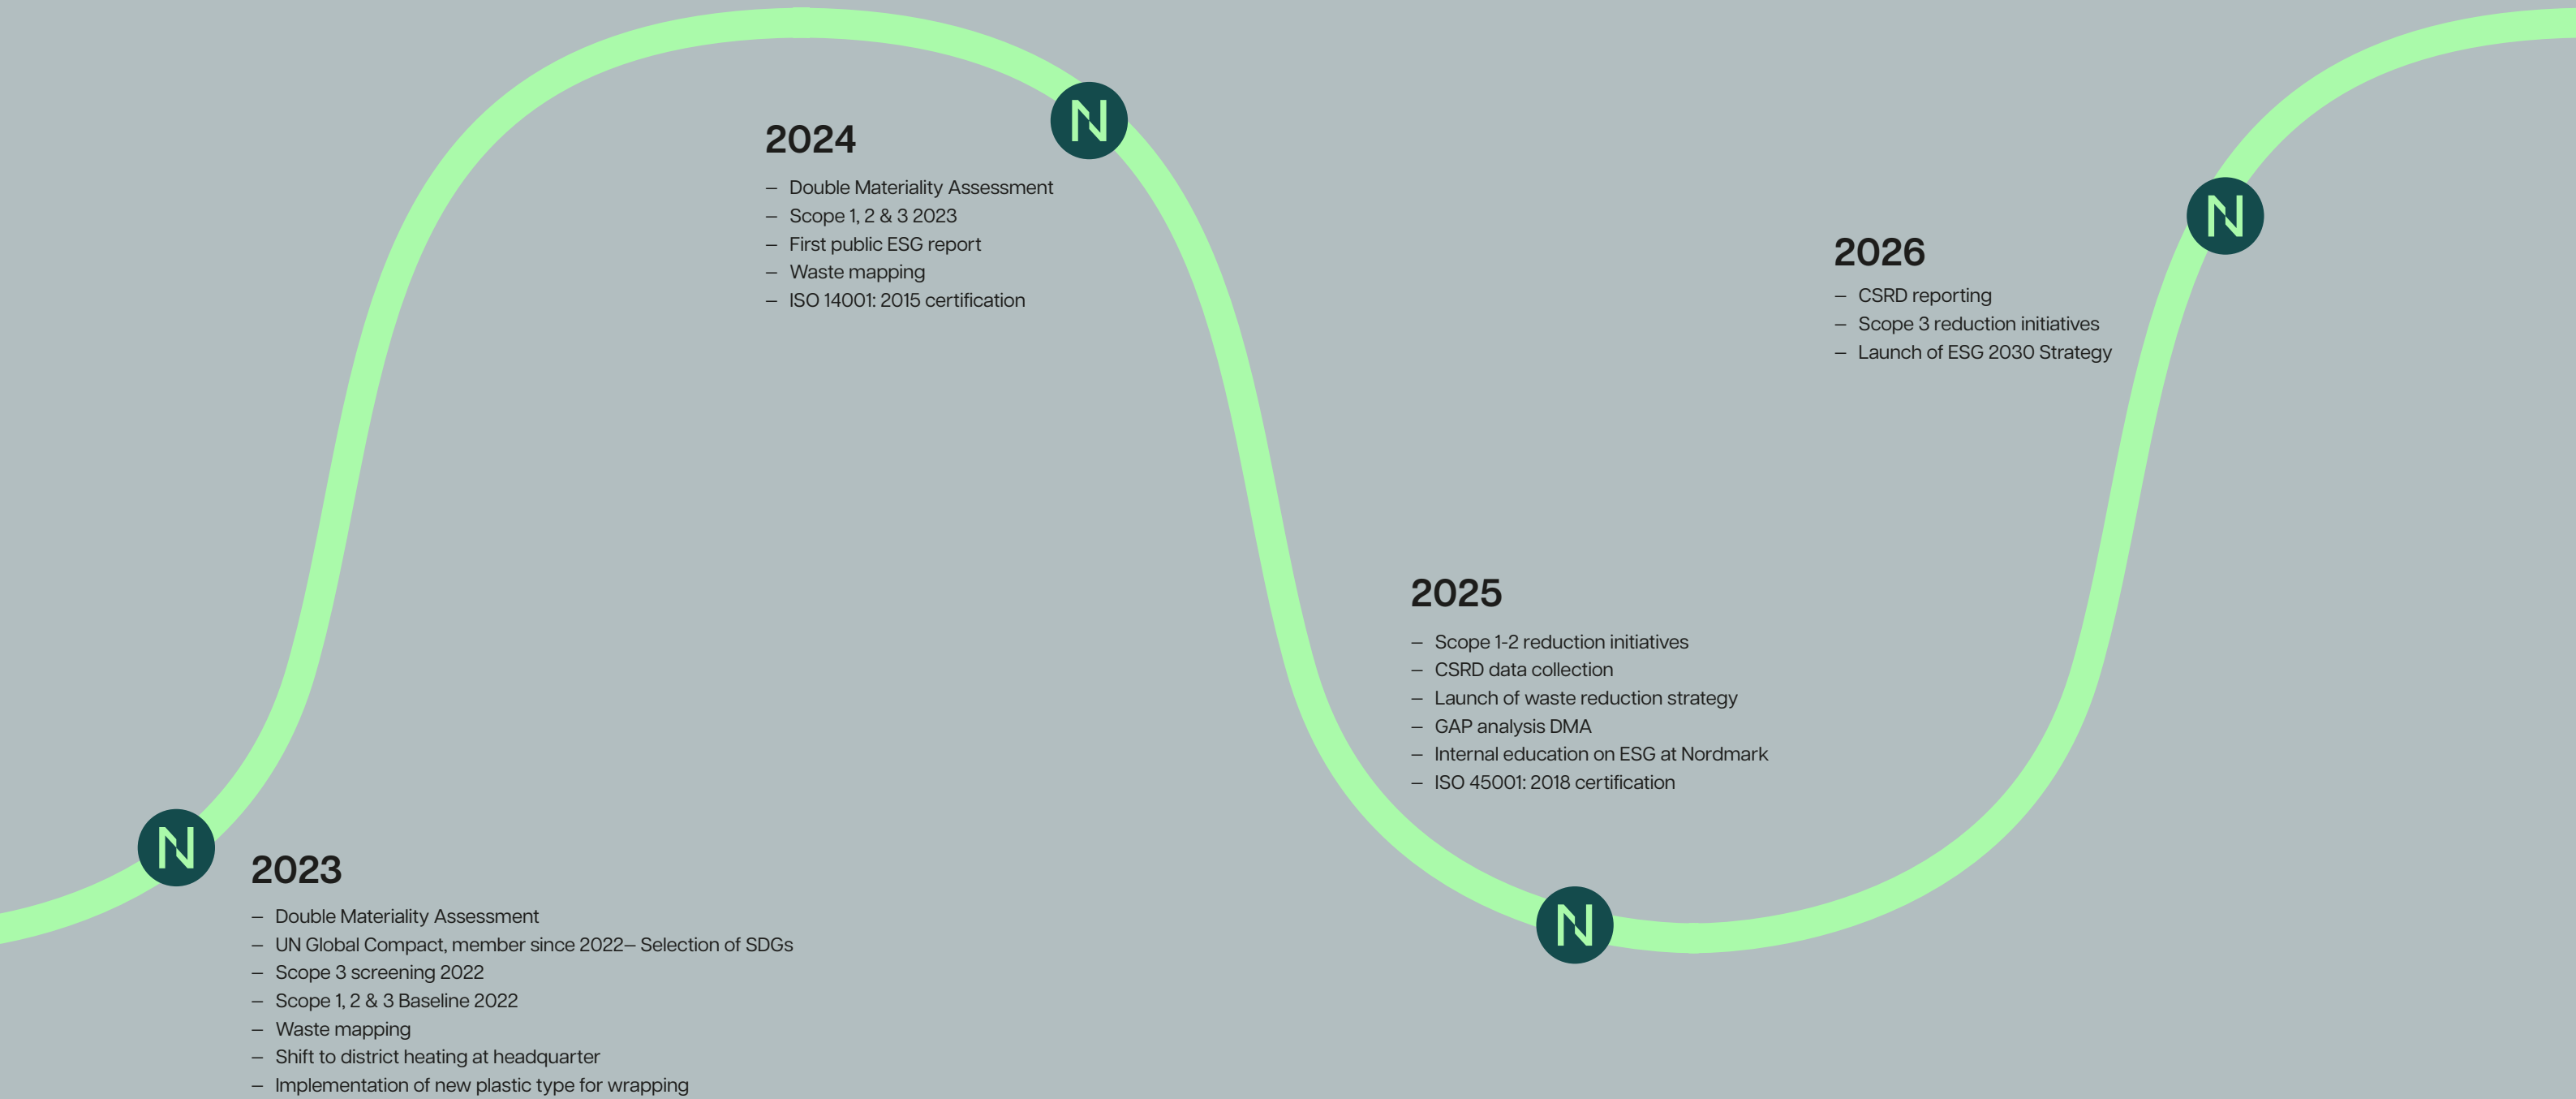 2023
– Double Materiality Assessment
– UN Global Compact, member since 2022– Selection of SDGs
– Scope 3 screening 2022
– Scope 1, 2 & 3 Baseline 2022
– Waste mapping
– Shift to district heating at headquarter
– Implementation of new plastic type for wrapping
2024
– Double Materiality Assessment
– Scope 1, 2 & 3 2023
– First public ESG report
– Waste mapping
– ISO 14001: 2015 certification
2025
– Scope 1-2 reduction initiatives
– CSRD data collection
– Launch of waste reduction strategy
– GAP analysis DMA
– Internal education on ESG at Nordmark
– ISO 45001: 2018 certification
2026
– CSRD reporting
– Scope 3 reduction initiatives
– Launch of ESG 2030 Strategy
N
N
N
N